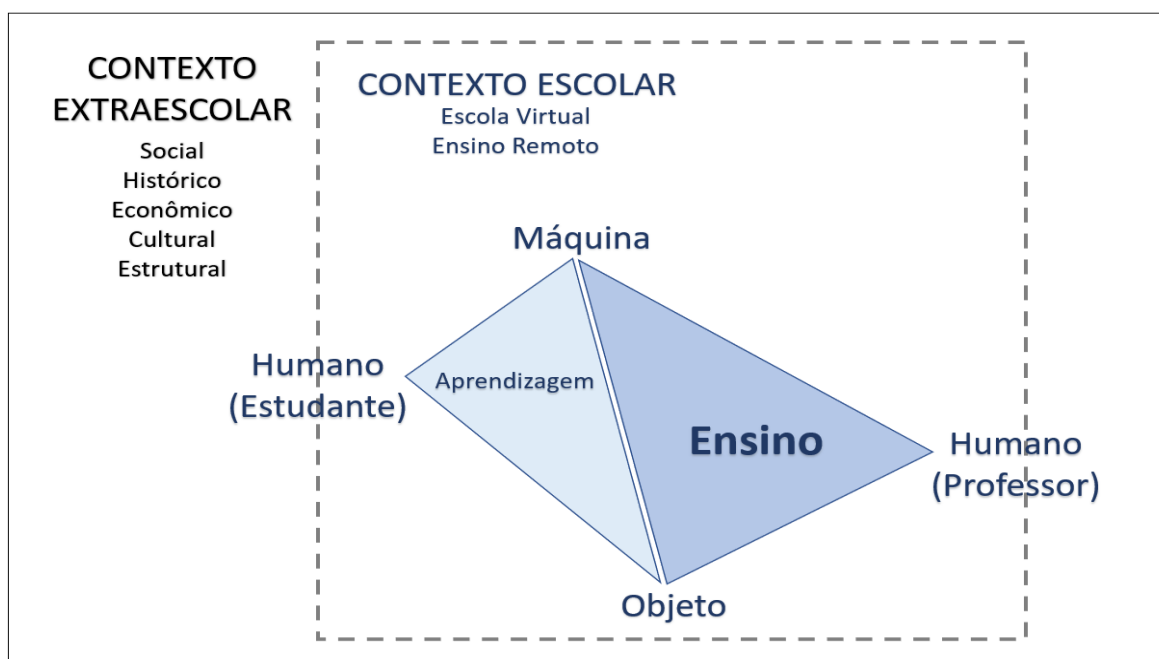 CONTEXTO
EXTRAESCOLAR
Social
Histórico
Econômico
Cultural
Estrutural
CONTEXTO ESCOLAR
Escola Virtual
Ensino Remoto
Máquina
Humano
(Estudante)
Aprendizagem
Ensino
Humano
(Professor)
Objeto